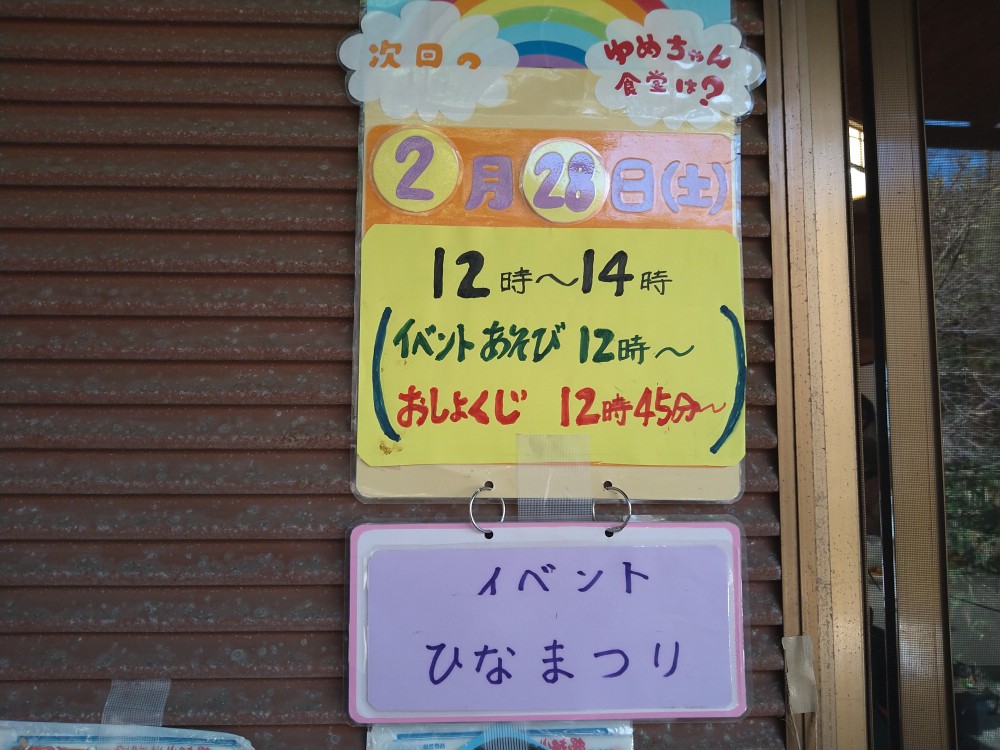 次回の
ゆめちゃん
食堂は?
2月28日(土)
12時〜14時
(イベントあそび 12時〜
おしょくじ 12時45分〜)
イベント
ひなまつり